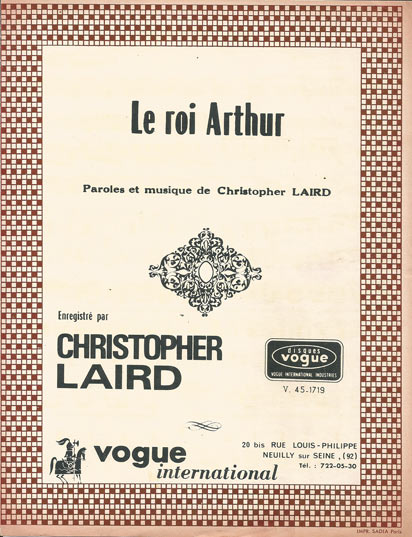 Le roi Arthur
Paroles et musique de Christopher LAIRD
Enregistré par
CHRISTOPHER
LAIRD
disques
vogue
VOGUE INTERNATIONAL INDUSTRIES
V. 45-1719
vogue
international
20 bis RUE LOUIS-PHILIPPE
NEUILLY sur SEINE, (92)
Tél. : 722-05-30
IMPR. SADIA Paris